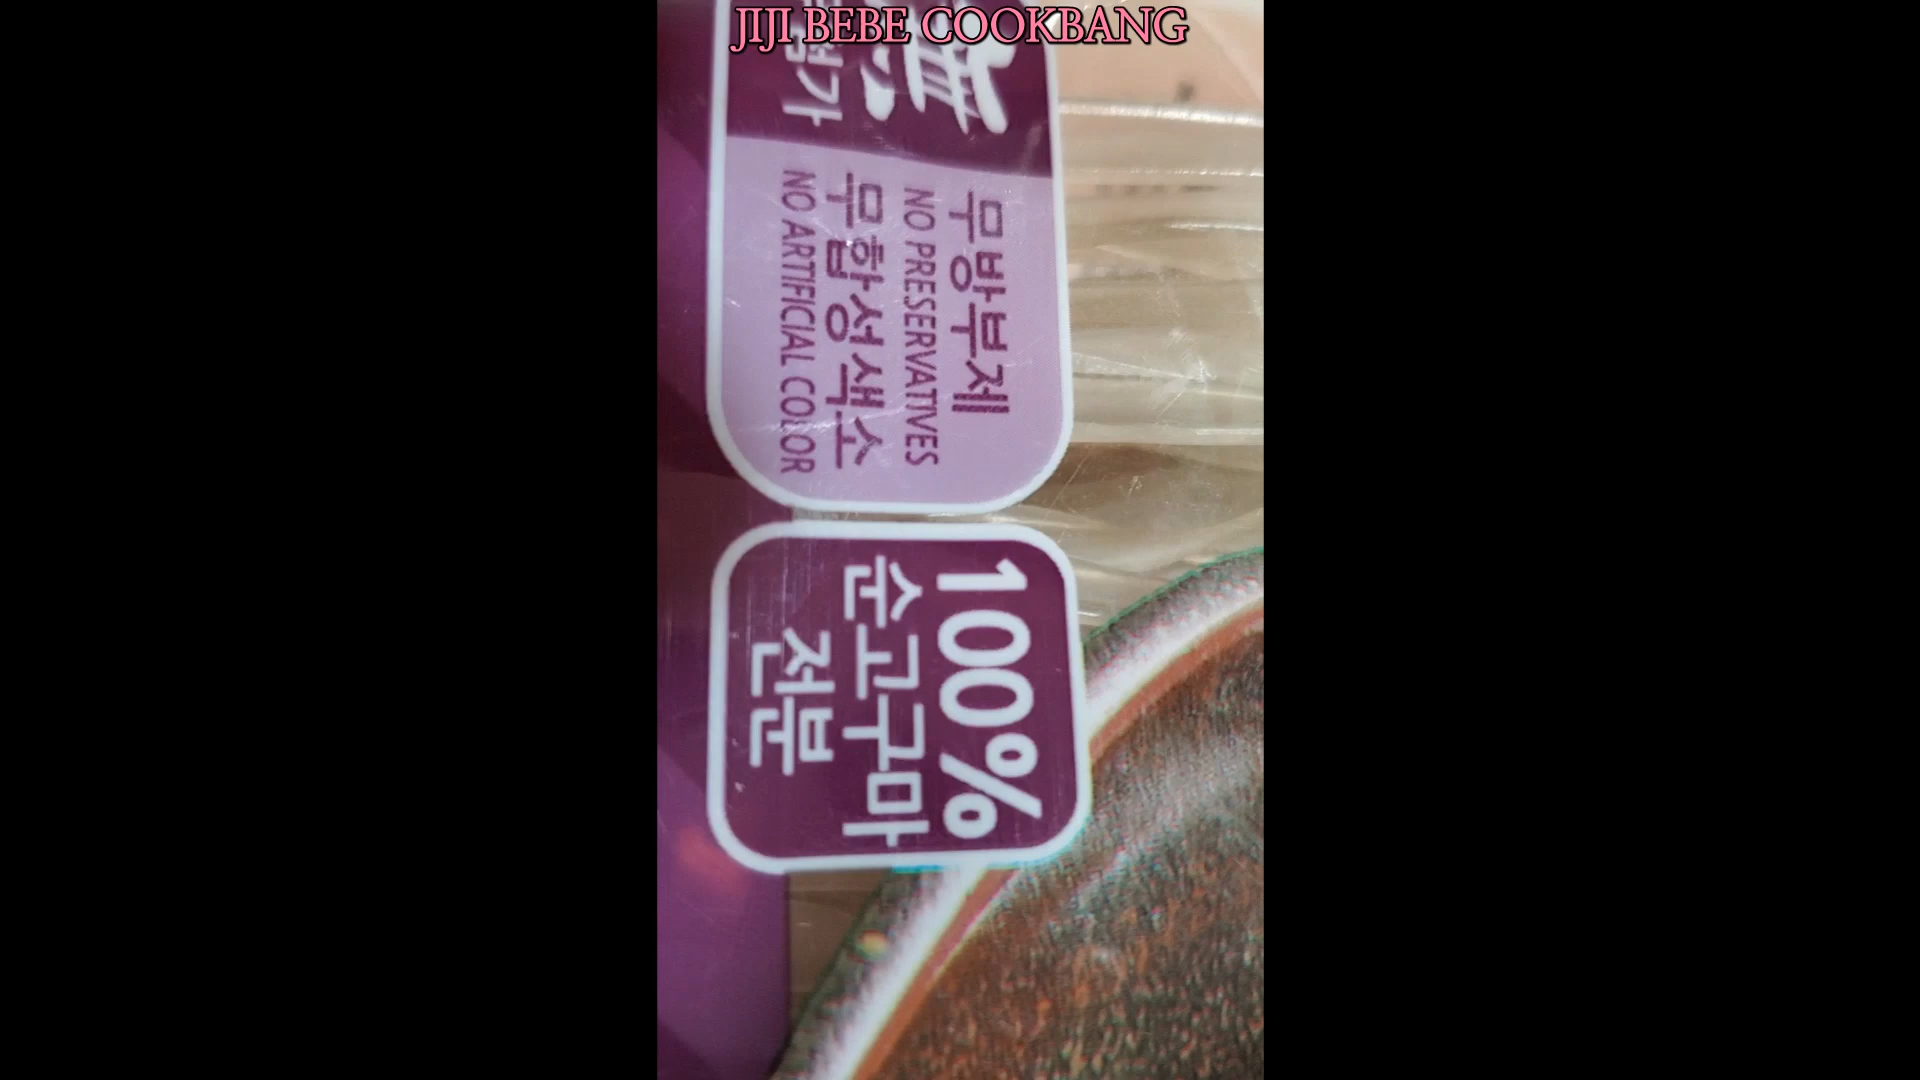 JIJI BEBE COOKBANG
무방부제
NO PRESERVATIVES
무합성색소
NO ARTIFICIAL COLOR
100%
순고구마
전분